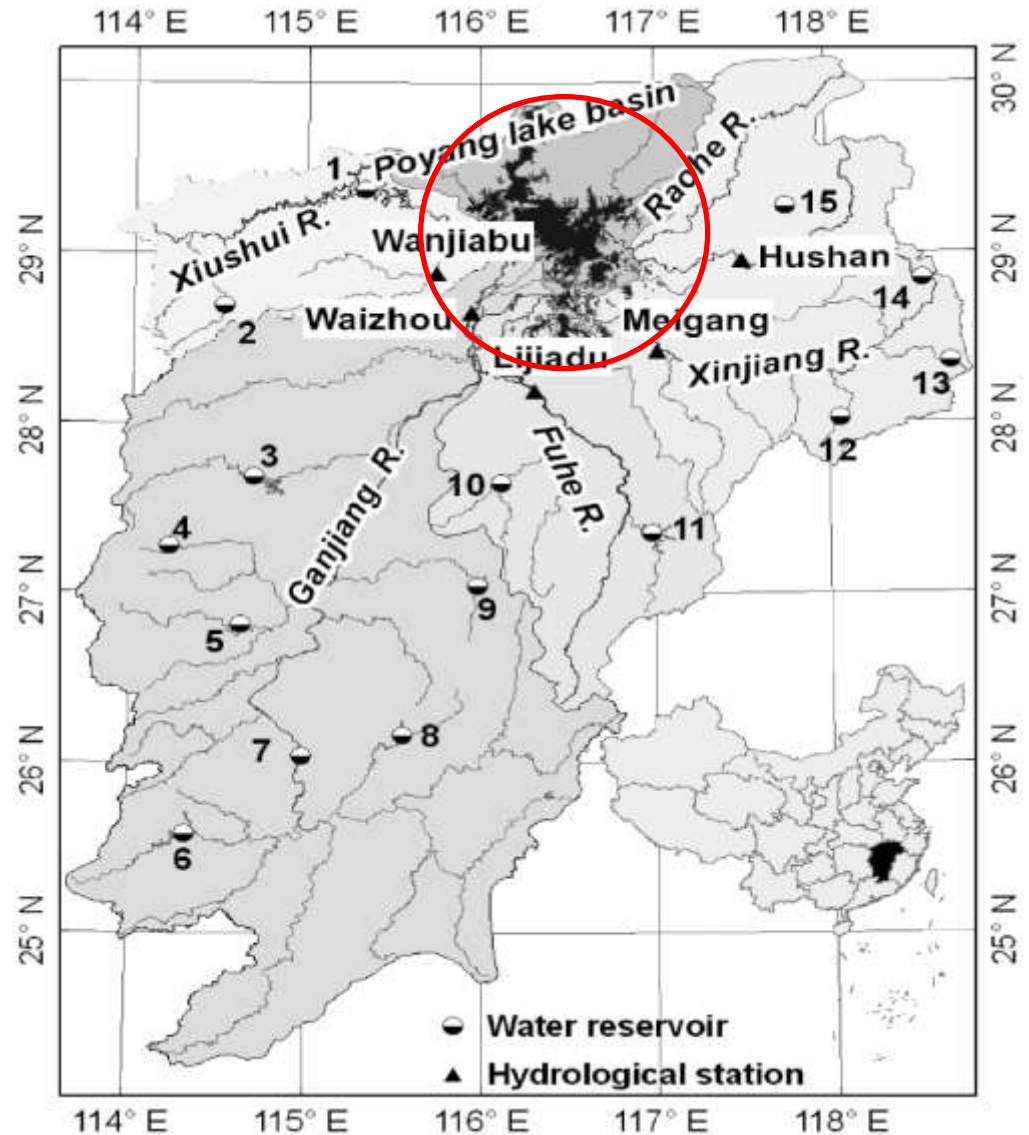 114° E 115° E 116° E 117° E 118° E
30° N
Poyang lake basin
Rache R.
1
15
29° N
29° N
Xiushui R.
Wanjiabu
Hushan
14
2
Waizhou
Meigang
Lijiadu
Xinjiang R.
13
28° N
28° N
12
3
10
Fuhe R.
Ganjiang R.
4
11
27° N
27° N
9
5
7
8
26° N
26° N
6
25° N
25° N
Water reservoir
Hydrological station
114° E 115° E 116° E 117° E 118° E